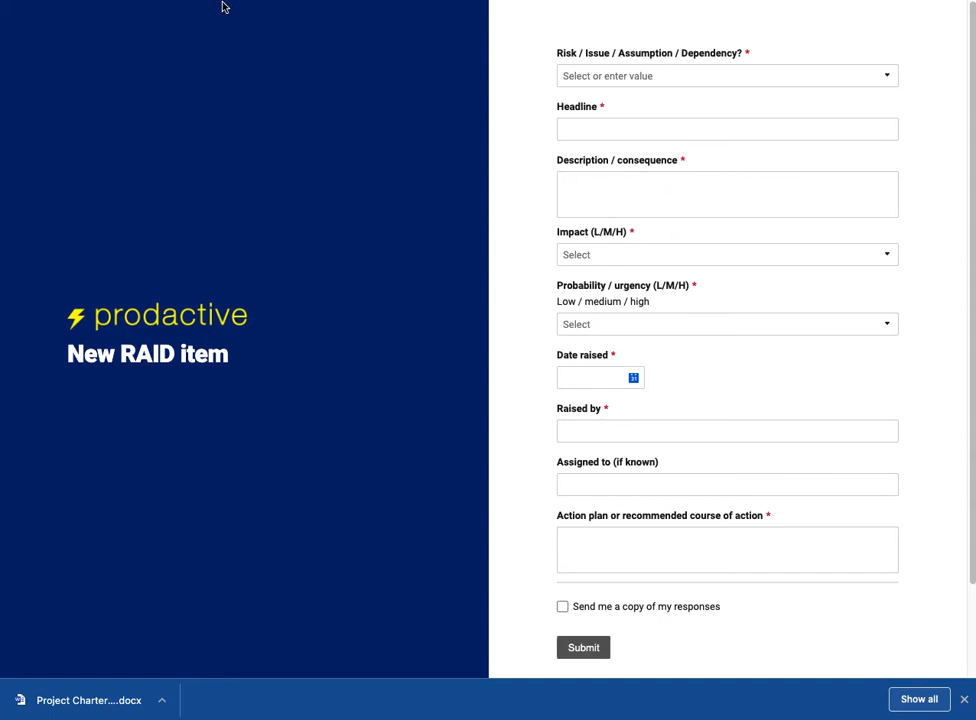 prodactive
New RAID item
Risk / Issue / Assumption / Dependency? *
Select or enter value
Headline *
Description / consequence *
Impact (L/M/H) *
Select
Probability / urgency (L/M/H) *
Low / medium / high
Select
Date raised *
31
Raised by *
Assigned to (if known)
Action plan or recommended course of action *
Send me a copy of my responses
Submit
Project Charter....docx
Show all